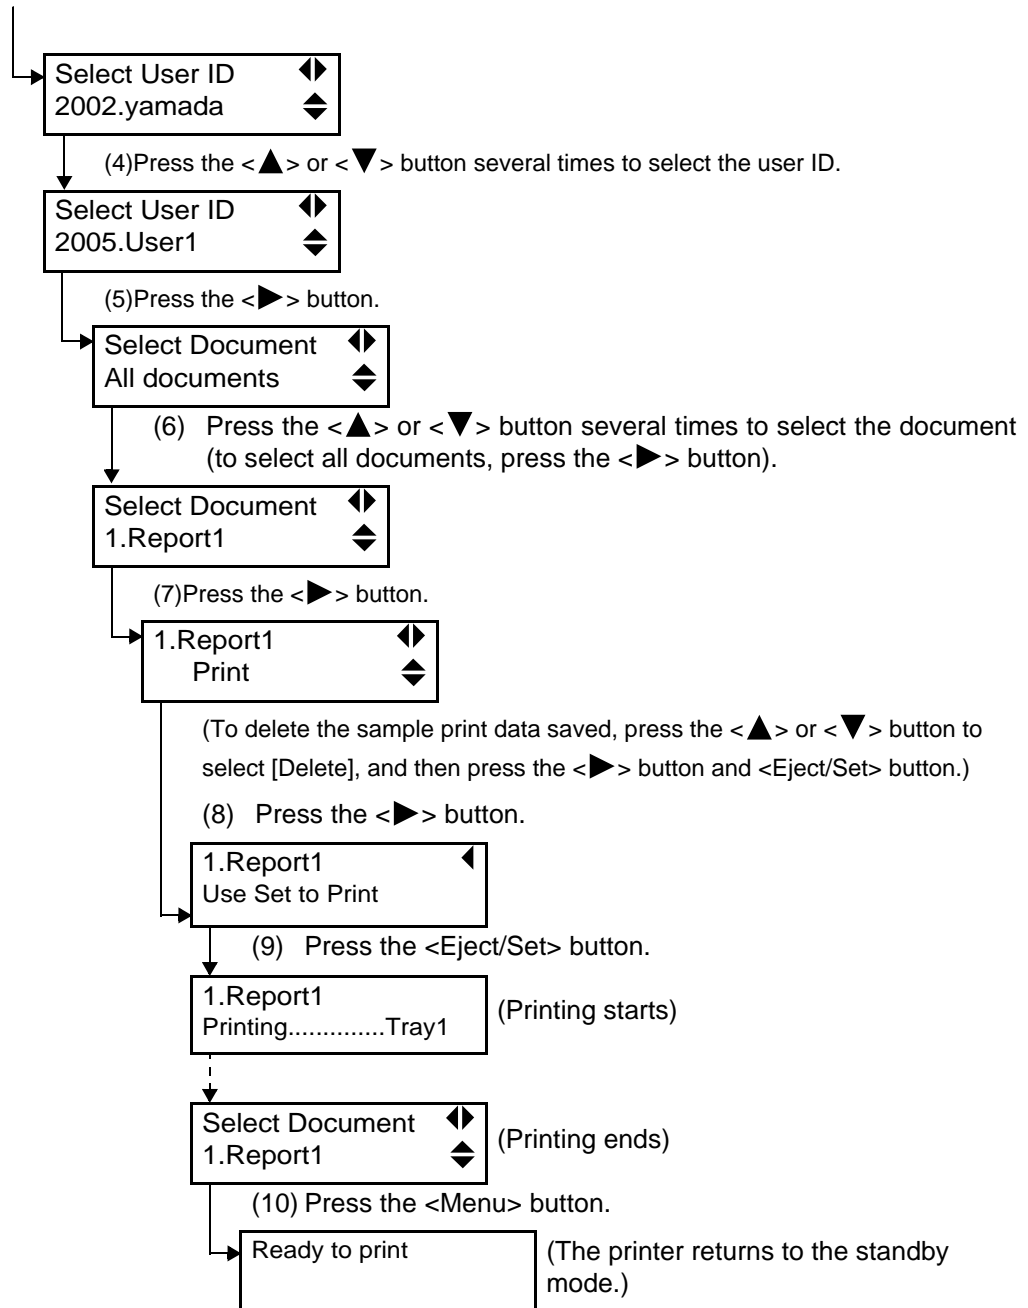 Select User ID
2002.yamada
(4)Press the <▲> or <▼> button several times to select the user ID.
Select User ID
2005.User1
(5)Press the <▶> button.
Select Document
All documents
(6) Press the <▲> or <▼> button several times to select the document
(to select all documents, press the <▶> button).
Select Document
1.Report1
(7)Press the <▶> button.
1.Report1
Print
(To delete the sample print data saved, press the <▲> or <▼> button to
select [Delete], and then press the <▶> button and <Eject/Set> button.)
(8) Press the <▶> button.
1.Report1
Use Set to Print
(9) Press the <Eject/Set> button.
1.Report1
Printing..............Tray1
(Printing starts)
Select Document
1.Report1
(Printing ends)
(10) Press the <Menu> button.
Ready to print
(The printer returns to the standby
mode.)